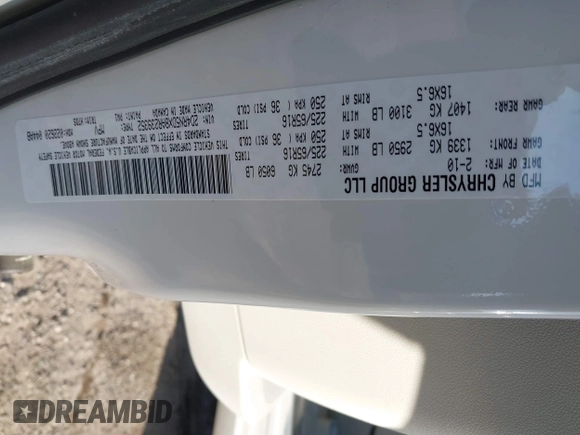 MFD BY CHRYSLER GROUP LLC
DATE OF MFR: 2-10 GVWR: 2745 KG 6050 LB
GAWR FRONT: 1339 KG 2950 LB
TIRES 225/65R16
RIMS AT 16X6.5 250 KPA ( 36 PSI) COLD
GAWR REAR: 1407 KG 3100 LB
TIRES 225/65R16
RIMS AT 16X6.5 250 KPA ( 36 PSI) COLD
THIS VEHICLE CONFORMS TO ALL APPLICABLE U.S.A. FEDERAL MOTOR VEHICLE SAFETY
STANDARDS IN EFFECT ON THE DATE OF MANUFACTURE SHOWN ABOVE
TYPE: MPV
VEHICLE MADE IN CANADA
DREAMBID